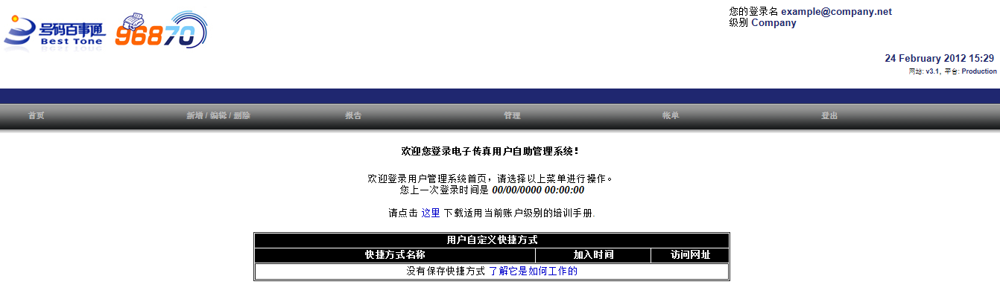 号码百事通
Best Tone
96870
您的登录名 example@company.net
级别 Company
24 February 2012 15:29
网站: v3.1, 平台: Production
首页 新增 / 编辑 / 删除 报告 管理 帐单 登出
欢迎您登录电子传真用户自助管理系统！
欢迎登录用户管理系统首页，请选择以上菜单进行操作。
您上一次登录时间是 00/00/0000 00:00:00
请点击 这里 下载适用当前账户级别的培训手册.
用户自定义快捷方式
快捷方式名称 加入时间 访问网址
没有保存快捷方式 了解它是如何工作的